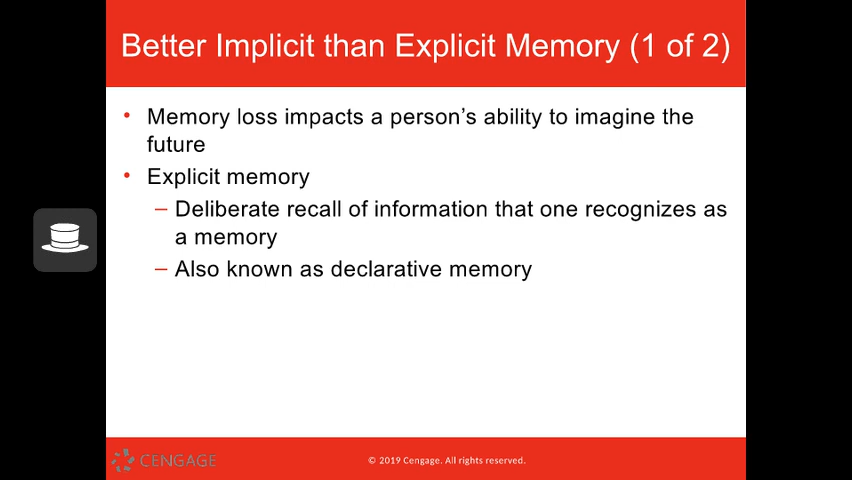 Better Implicit than Explicit Memory (1 of 2)
• Memory loss impacts a person's ability to imagine the
future
• Explicit memory
– Deliberate recall of information that one recognizes as
a memory
– Also known as declarative memory
CENGAGE
© 2019 Cengage. All rights reserved.